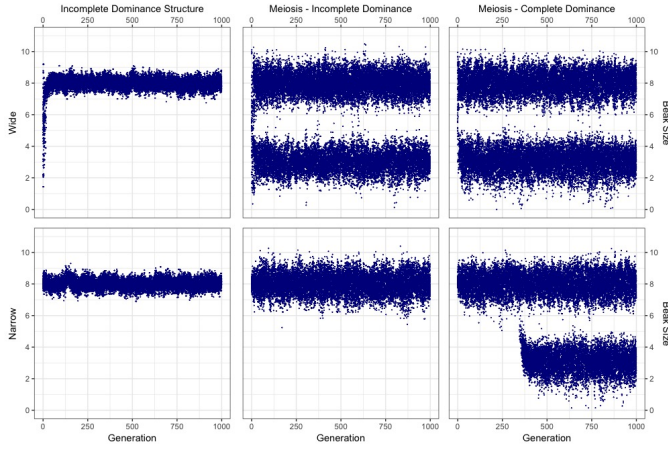 Incomplete Dominance Structure Meiosis - Incomplete Dominance Meiosis - Complete Dominance
0 250 500 750 1000 0 250 500 750 1000 0 250 500 750 1000
10 10
8 8
Wide 6 6 Beak Size
4 4
2 2
0 0
10 10
8 8
Narrow 6 6 Beak Size
4 4
2 2
0 0
0 250 500 750 1000 0 250 500 750 1000 0 250 500 750 1000
Generation Generation Generation